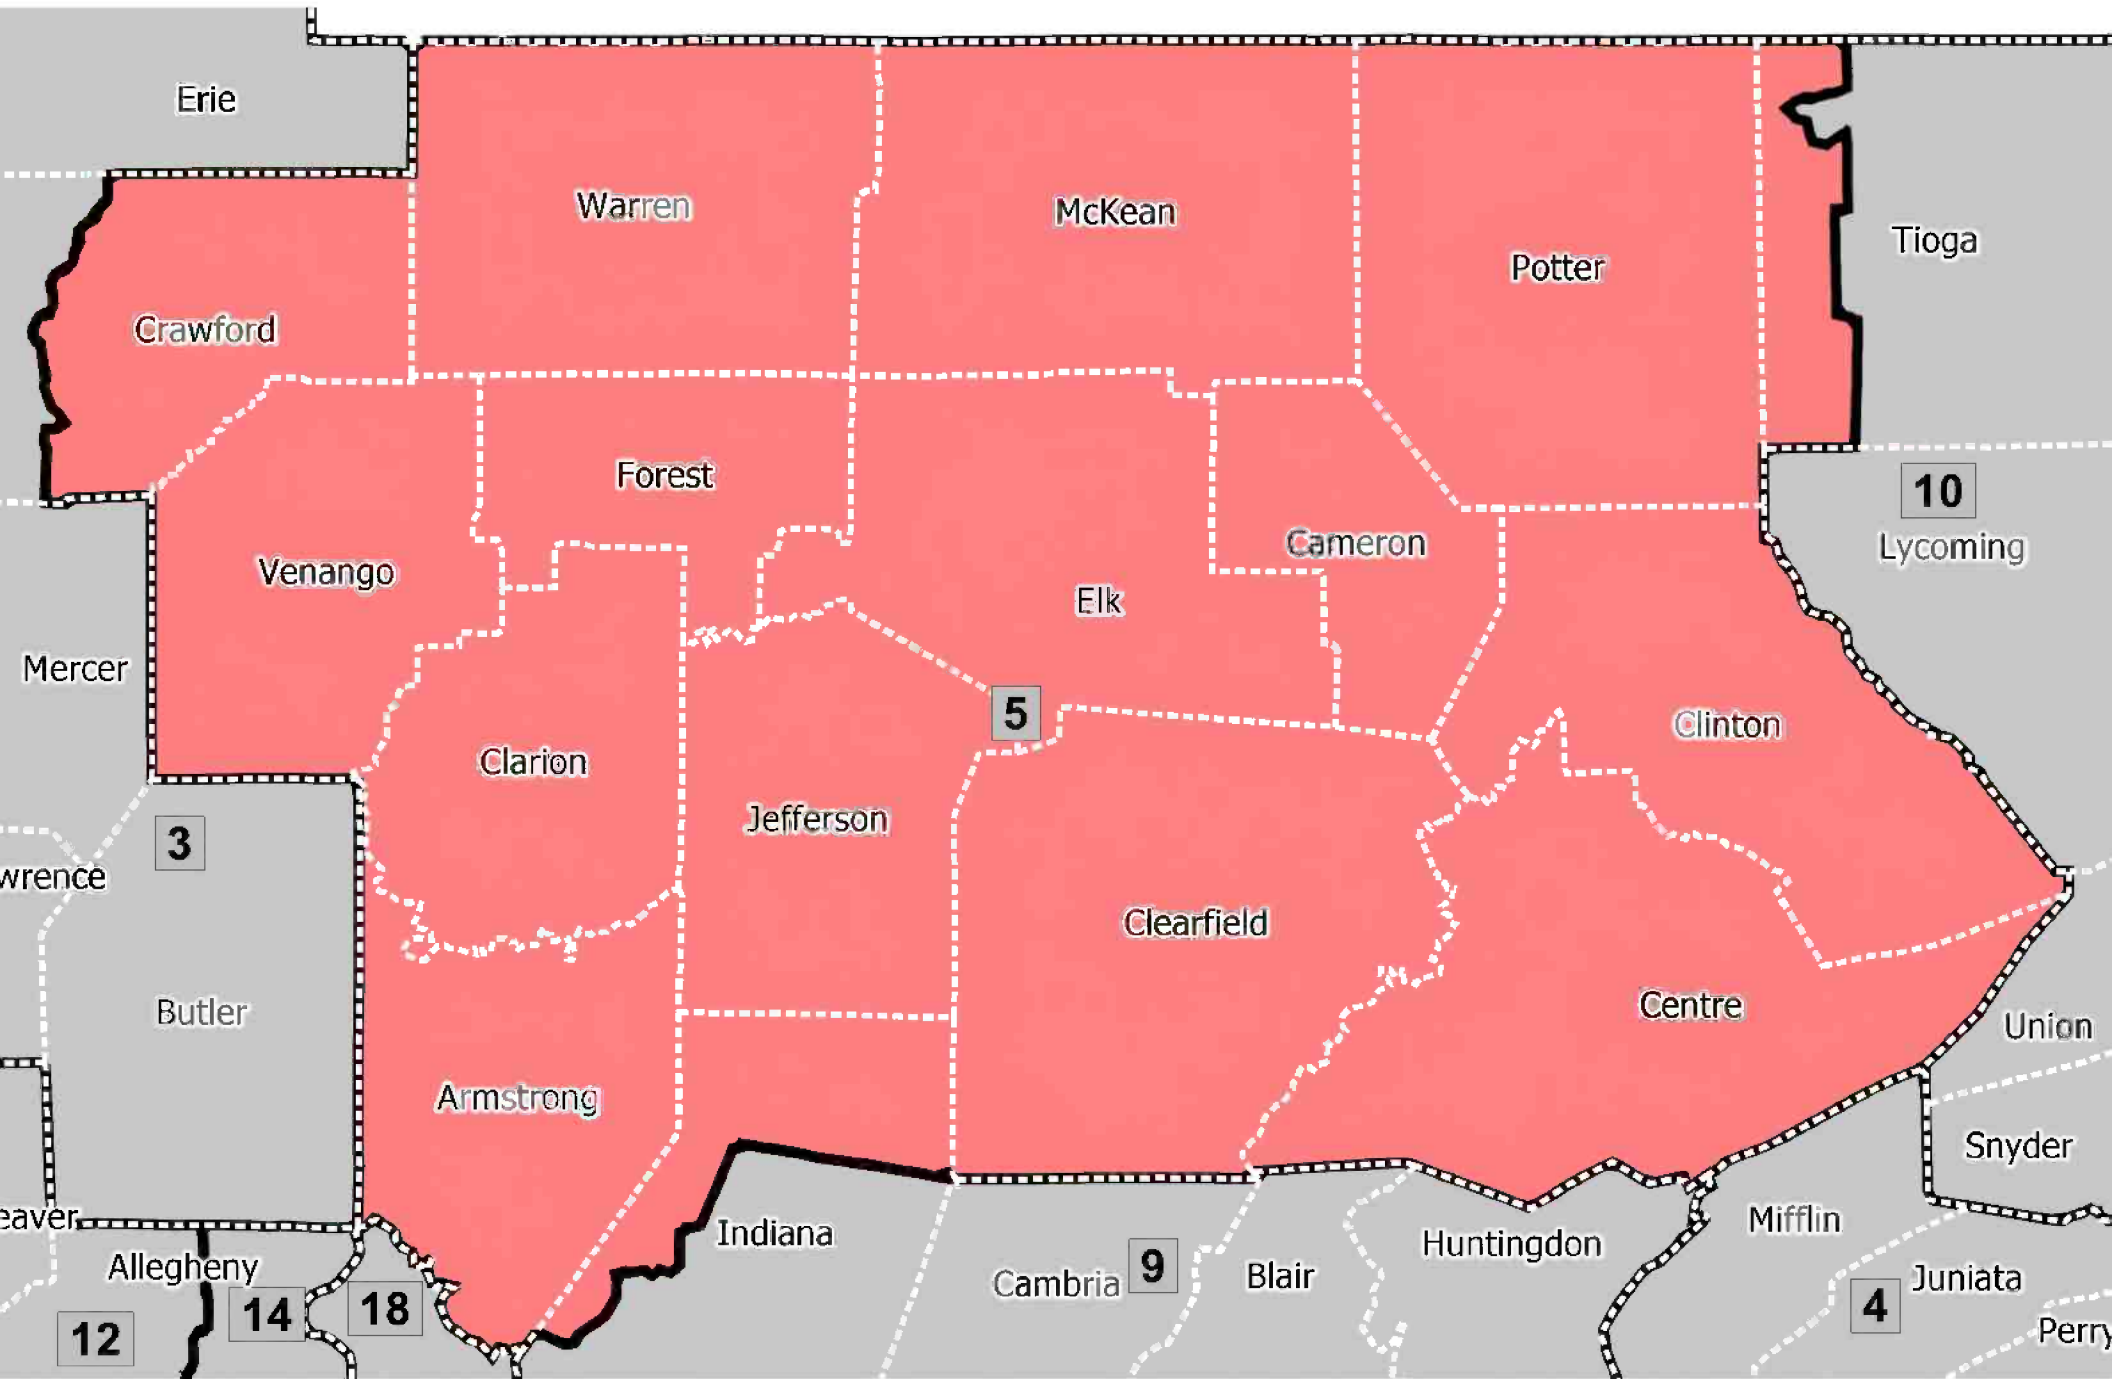 Erie
Warren
McKean
Tioga
Potter
Crawford
Forest
10
Cameron
Lycoming
Venango
Elk
Mercer
5
Clinton
Clarion
Jefferson
3
wrence
Clearfield
Centre
Butler
Union
Armstrong
Snyder
eaver
Mifflin
Indiana
Huntingdon
Allegheny
Cambria
9
Blair
Juniata
14
18
4
12
Perry